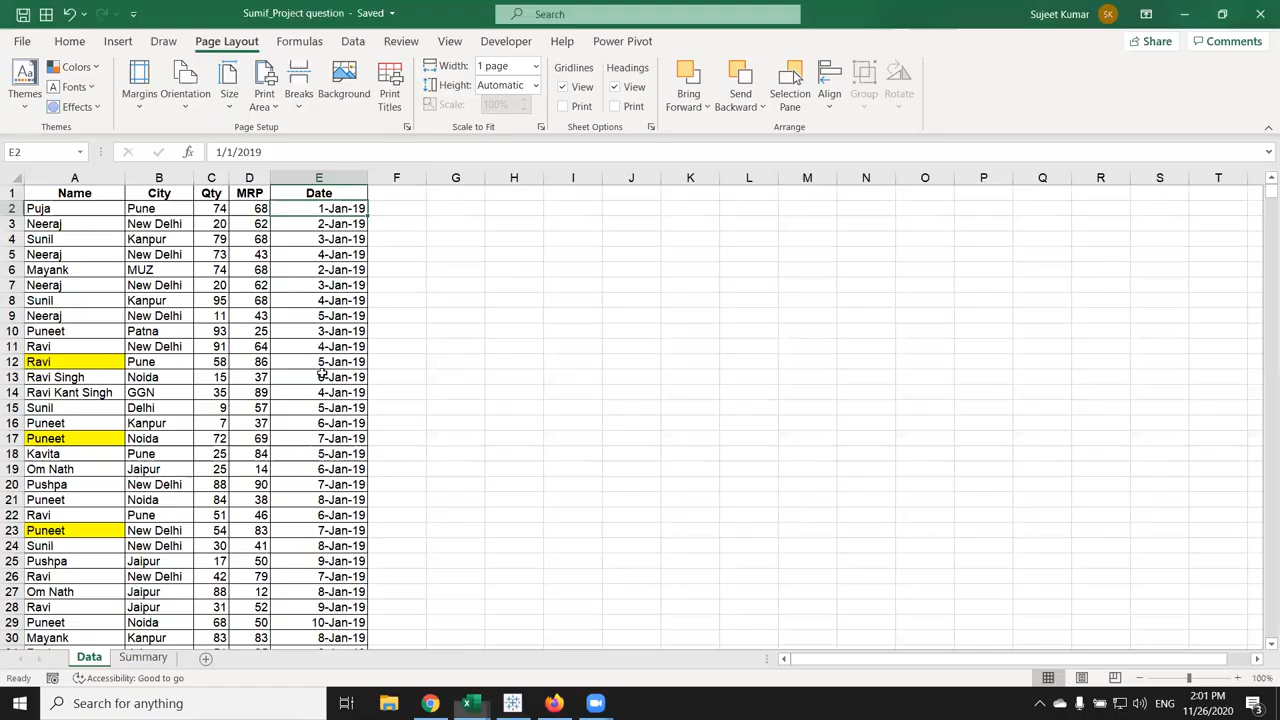 Sumif_Project question - Saved
Search
Sujeet Kumar SK
File Home Insert Draw Page Layout Formulas Data Review View Developer Help Power Pivot Share Comments
Themes Colors Fonts Effects
Margins Orientation Size Print Area Breaks Background Print Titles
Width: 1 page
Height: Automatic
Scale: 100%
Gridlines Headings
View View
Print Print
Bring Forward Send Backward Selection Pane Align Group Rotate
Themes Page Setup Scale to Fit Sheet Options Arrange
E2 fx 1/1/2019
A B C D E F G H I J K L M N O P Q R S T
1 Name City Qty MRP Date
2 Puja Pune 74 68 1-Jan-19
3 Neeraj New Delhi 20 62 2-Jan-19
4 Sunil Kanpur 79 68 3-Jan-19
5 Neeraj New Delhi 73 43 4-Jan-19
6 Mayank MUZ 74 68 2-Jan-19
7 Neeraj New Delhi 20 62 3-Jan-19
8 Sunil Kanpur 95 68 4-Jan-19
9 Neeraj New Delhi 11 43 5-Jan-19
10 Puneet Patna 93 25 3-Jan-19
11 Ravi New Delhi 91 64 4-Jan-19
12 Ravi Pune 58 86 5-Jan-19
13 Ravi Singh Noida 15 37 -Jan-19
14 Ravi Kant Singh GGN 35 89 4-Jan-19
15 Sunil Delhi 9 57 5-Jan-19
16 Puneet Kanpur 7 37 6-Jan-19
17 Puneet Noida 72 69 7-Jan-19
18 Kavita Pune 25 84 5-Jan-19
19 Om Nath Jaipur 25 14 6-Jan-19
20 Pushpa New Delhi 88 90 7-Jan-19
21 Puneet Noida 84 38 8-Jan-19
22 Ravi Pune 51 46 6-Jan-19
23 Puneet New Delhi 54 83 7-Jan-19
24 Sunil New Delhi 30 41 8-Jan-19
25 Pushpa Jaipur 17 50 9-Jan-19
26 Ravi New Delhi 42 79 7-Jan-19
27 Om Nath Jaipur 88 12 8-Jan-19
28 Ravi Jaipur 31 52 9-Jan-19
29 Puneet Noida 68 50 10-Jan-19
30 Mayank Kanpur 83 83 8-Jan-19
Data Summary
Ready Accessibility: Good to go 100%
Search for anything
ENG
2:01 PM
11/26/2020
3